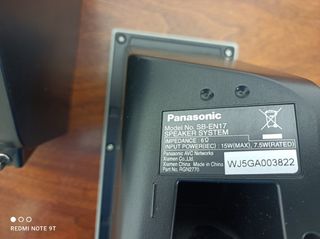 Panasonic
Model No. SB-EN17
SPEAKER SYSTEM
IMPEDANCE : 6Ω
INPUT POWER(IEC) : 15W(MAX) 7.5W(RATED)
Panasonic AVC Networks
Xiamen Co.,Ltd.
Xiamen China Made in China
Part No. RGN2770
WJ5GA003822
REDMI NOTE 9T